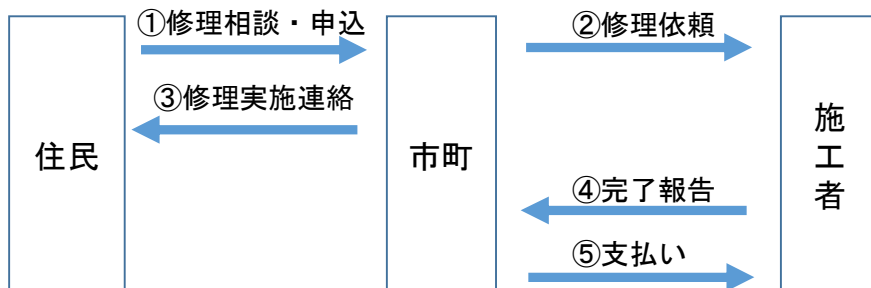 ①修理相談・申込
②修理依頼
③修理実施連絡
住民
市町
施工者
④完了報告
⑤支払い